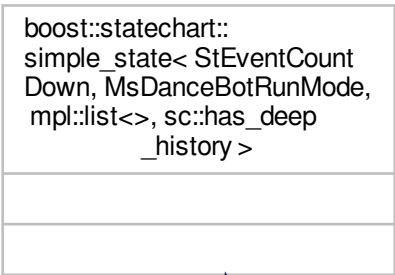 boost::statechart::
simple_state< StEventCount
Down, MsDanceBotRunMode,
mpl::list<>, sc::has_deep
_history >